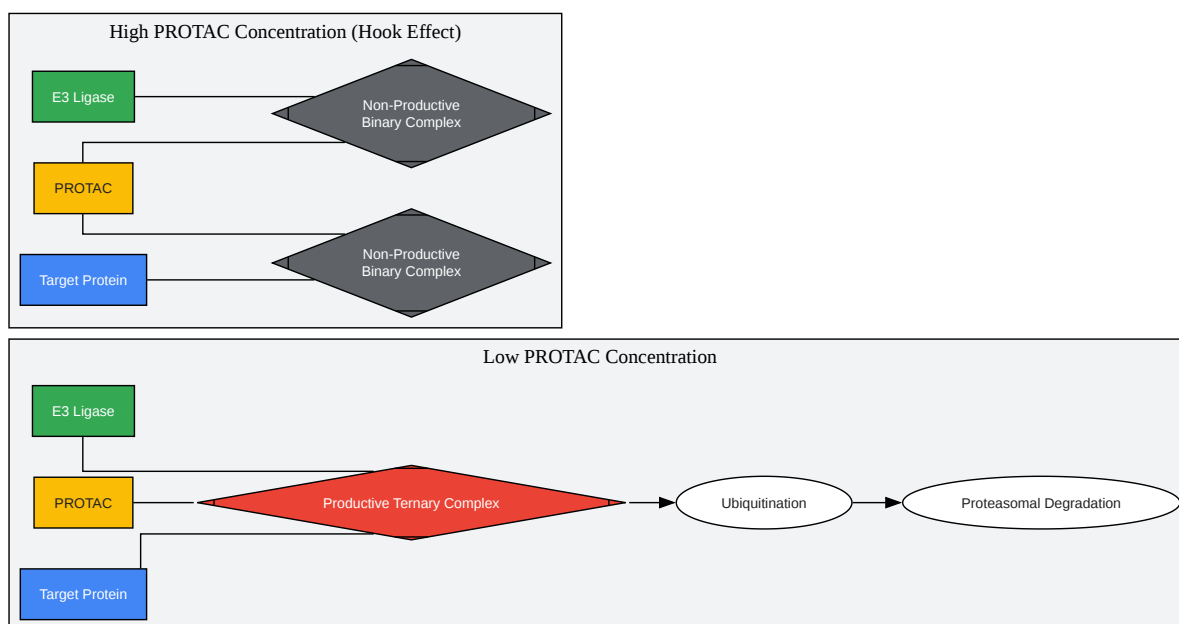 High PROTAC Concentration (Hook Effect)
E3 Ligase
Non-Productive
Binary Complex
PROTAC
Non-Productive
Binary Complex
Target Protein
Low PROTAC Concentration
E3 Ligase
PROTAC
Productive Ternary Complex
Ubiquitination
Proteasomal Degradation
Target Protein